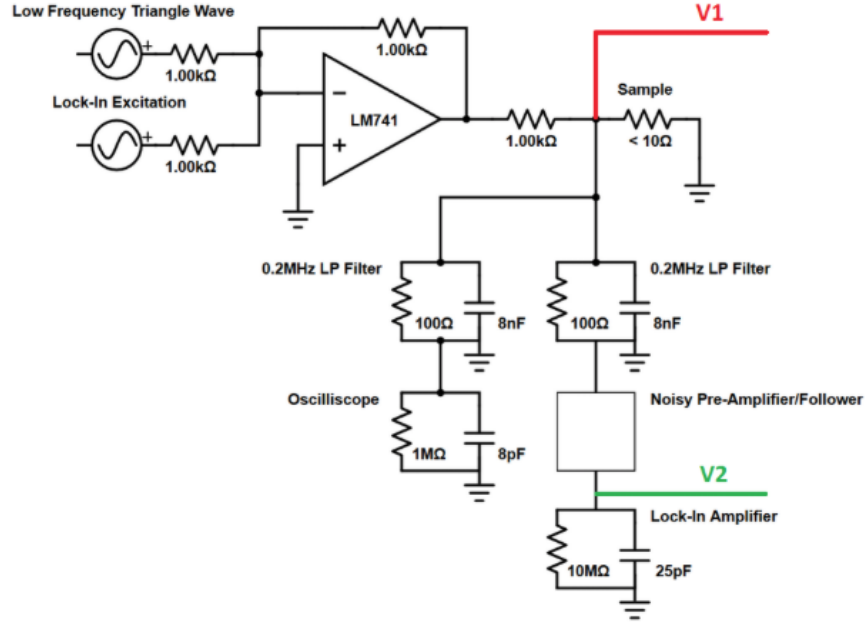 Low Frequency Triangle Wave
V1
1.00kΩ
1.00kΩ
Lock-In Excitation
Sample
LM741
1.00kΩ
< 10Ω
1.00kΩ
0.2MHz LP Filter
0.2MHz LP Filter
100Ω
8nF
100Ω
8nF
Oscilliscope
Noisy Pre-Amplifier/Follower
1MΩ
8pF
V2
Lock-In Amplifier
10MΩ
25pF